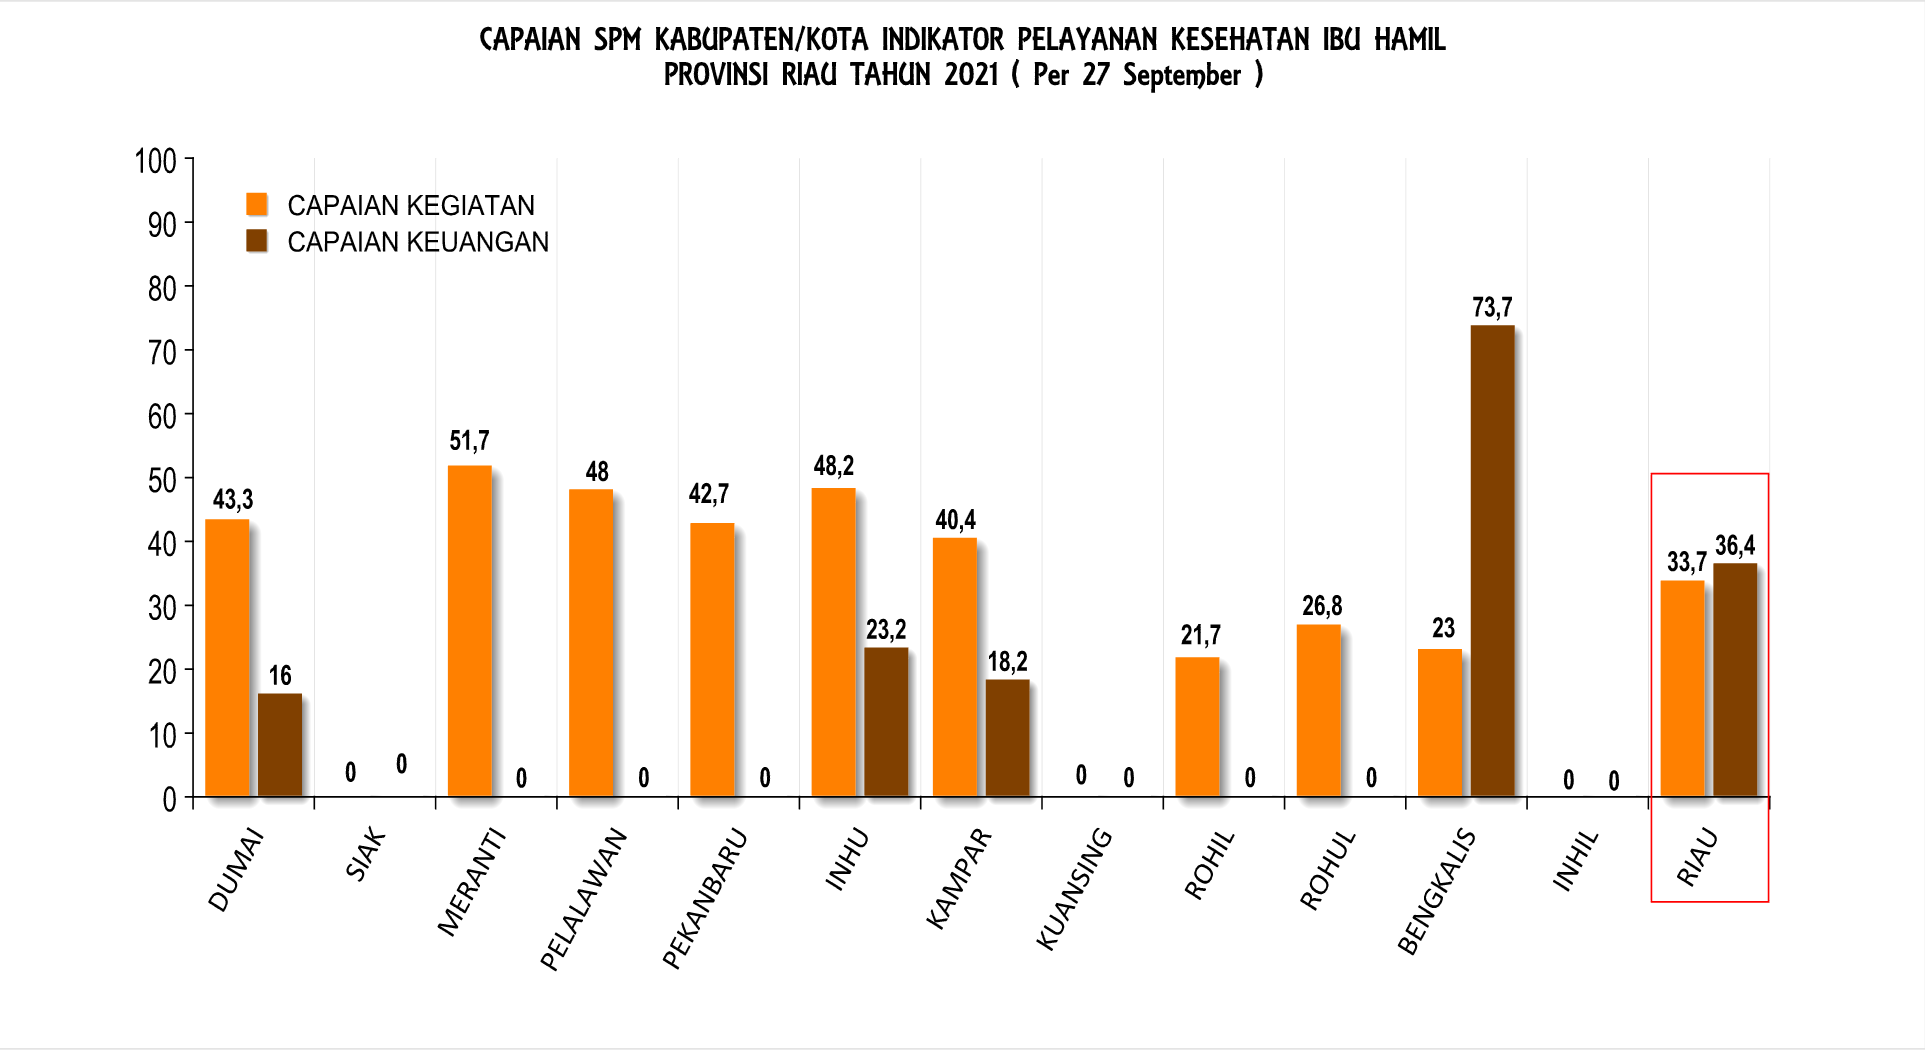 CAPAIAN SPM KABUPATEN/KOTA INDIKATOR PELAYANAN KESEHATAN IBU HAMIL
PROVINSI RIAU TAHUN 2021 ( Per 27 September )
100
90
80
70
60
50
40
30
20
10
0
CAPAIAN KEGIATAN
CAPAIAN KEUANGAN
43,3
16
0
0
51,7
0
48
0
42,7
0
48,2
23,2
40,4
18,2
0
0
21,7
0
26,8
0
23
73,7
0
0
33,7
36,4
DUMAI
SIAK
MERANTI
PELALAWAN
PEKANBARU
INHU
KAMPAR
KUANSING
ROHIL
ROHUL
BENGKALIS
INHIL
RIAU